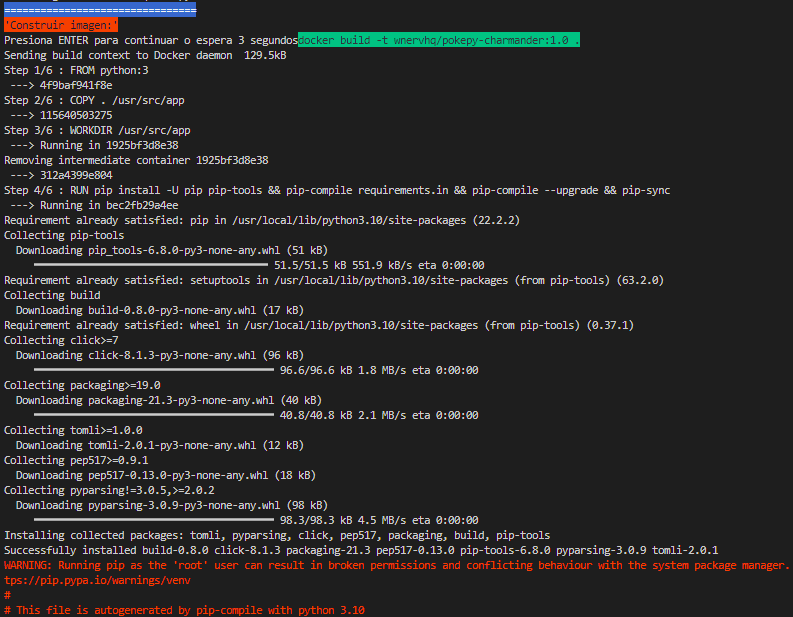 ================================
'Construir imagen:'
Presiona ENTER para continuar o espera 3 segundosdocker build -t wnervhq/pokepy-charmander:1.0 .
Sending build context to Docker daemon  129.5kB
Step 1/6 : FROM python:3
 ---> 4f9baf941f8e
Step 2/6 : COPY . /usr/src/app
 ---> 115640503275
Step 3/6 : WORKDIR /usr/src/app
 ---> Running in 1925bf3d8e38
Removing intermediate container 1925bf3d8e38
 ---> 312a4399e804
Step 4/6 : RUN pip install -U pip pip-tools && pip-compile requirements.in && pip-compile --upgrade && pip-sync
 ---> Running in bec2fb29a4ee
Requirement already satisfied: pip in /usr/local/lib/python3.10/site-packages (22.2.2)
Collecting pip-tools
  Downloading pip_tools-6.8.0-py3-none-any.whl (51 kB)
51.5/51.5 kB 551.9 kB/s eta 0:00:00
Requirement already satisfied: setuptools in /usr/local/lib/python3.10/site-packages (from pip-tools) (63.2.0)
Collecting build
  Downloading build-0.8.0-py3-none-any.whl (17 kB)
Requirement already satisfied: wheel in /usr/local/lib/python3.10/site-packages (from pip-tools) (0.37.1)
Collecting click>=7
  Downloading click-8.1.3-py3-none-any.whl (96 kB)
96.6/96.6 kB 1.8 MB/s eta 0:00:00
Collecting packaging>=19.0
  Downloading packaging-21.3-py3-none-any.whl (40 kB)
40.8/40.8 kB 2.1 MB/s eta 0:00:00
Collecting tomli>=1.0.0
  Downloading tomli-2.0.1-py3-none-any.whl (12 kB)
Collecting pep517>=0.9.1
  Downloading pep517-0.13.0-py3-none-any.whl (18 kB)
Collecting pyparsing!=3.0.5,>=2.0.2
  Downloading pyparsing-3.0.9-py3-none-any.whl (98 kB)
98.3/98.3 kB 4.5 MB/s eta 0:00:00
Installing collected packages: tomli, pyparsing, click, pep517, packaging, build, pip-tools
Successfully installed build-0.8.0 click-8.1.3 packaging-21.3 pep517-0.13.0 pip-tools-6.8.0 pyparsing-3.0.9 tomli-2.0.1
WARNING: Running pip as the 'root' user can result in broken permissions and conflicting behaviour with the system package manager.
tps://pip.pypa.io/warnings/venv
#
# This file is autogenerated by pip-compile with python 3.10